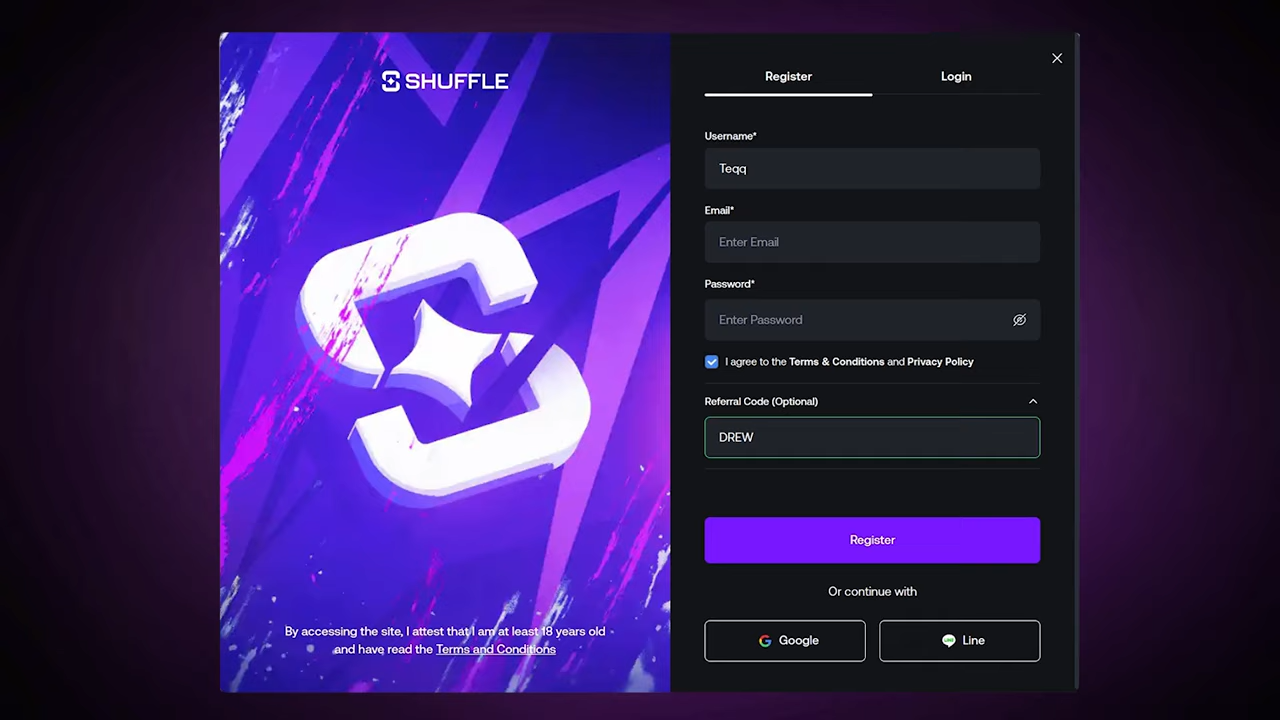 SHUFFLE
By accessing the site, I attest that I am at least 18 years old
and have read the Terms and Conditions
Register
Login
Username*
Teqq
Email*
Enter Email
Password*
Enter Password
I agree to the Terms & Conditions and Privacy Policy
Referral Code (Optional)
DREW
Register
Or continue with
Google
LINE Line